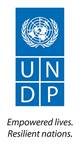 U N
D P
Empowered lives.
Resilient nations.